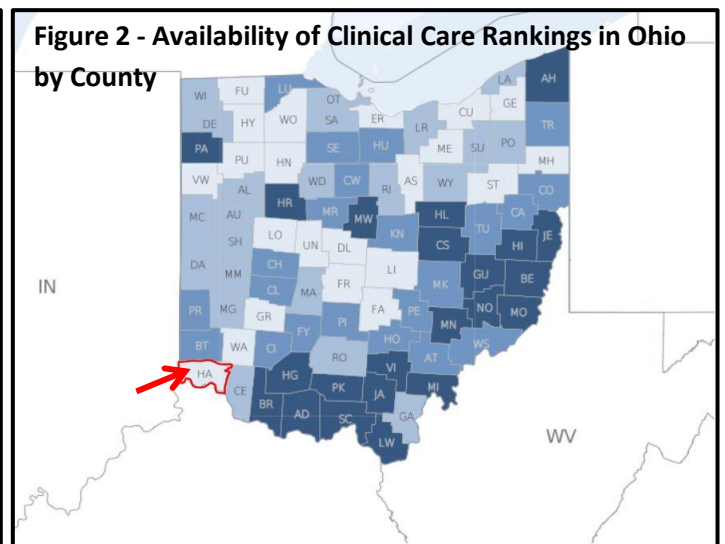 Figure 2 - Availability of Clinical Care Rankings in Ohio
by County
WI FU LU OT LA AH
DE HY WO SA ER LR CU GE TR
PA PU HN SE HU ME SU PO MH
VW AL WD CW RI AS WY ST CO
MC AU HR MR MW KN HL TU CA JE
SH LO UN DL CS HI
IN
DA MM CH CL MA FR LI MK GU BE
PR MG GR FA PE MN NO MO
BT WA CI FY PI HO AT WS
HA CE HG RO VI MI
BR AD PK JA GA
SC LW
WV